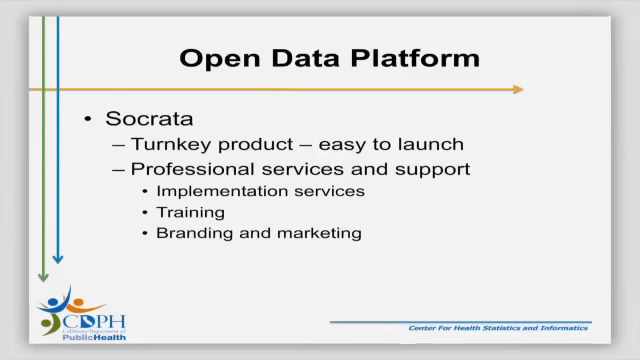 Open Data Platform
• Socrata
– Turnkey product – easy to launch
– Professional services and support
• Implementation services
• Training
• Branding and marketing
CDPH
California Department of
PublicHealth
Center For Health Statistics and Informatics